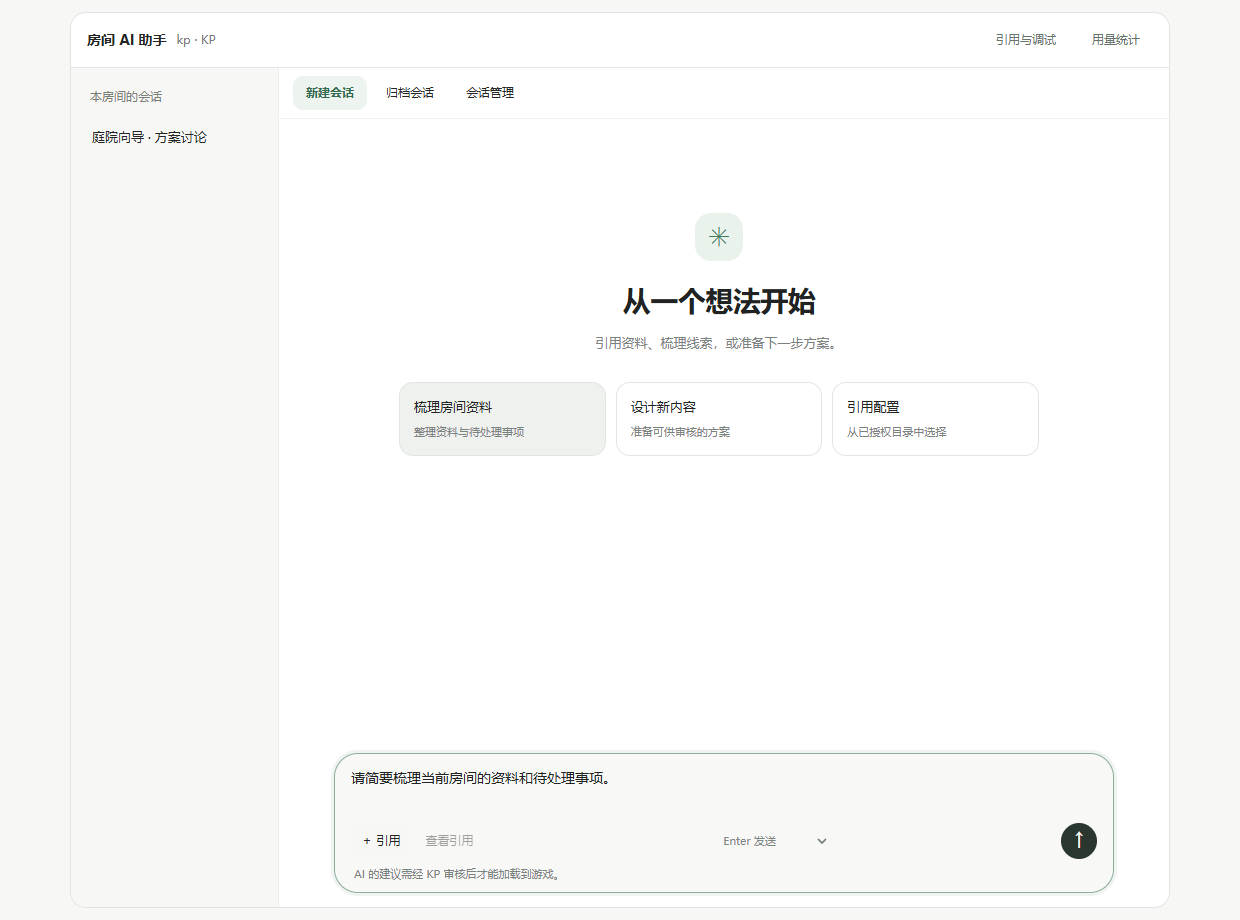 房间 AI 助手 kp · KP
引用与调试
用量统计
本房间的会话
庭院向导 · 方案讨论
新建会话
归档会话
会话管理
从一个想法开始
引用资料、梳理线索，或准备下一步方案。
梳理房间资料
整理资料与待处理事项
设计新内容
准备可供审核的方案
引用配置
从已授权目录中选择
请简要梳理当前房间的资料和待处理事项。
+ 引用
查看引用
Enter 发送
AI 的建议需经 KP 审核后才能加载到游戏。